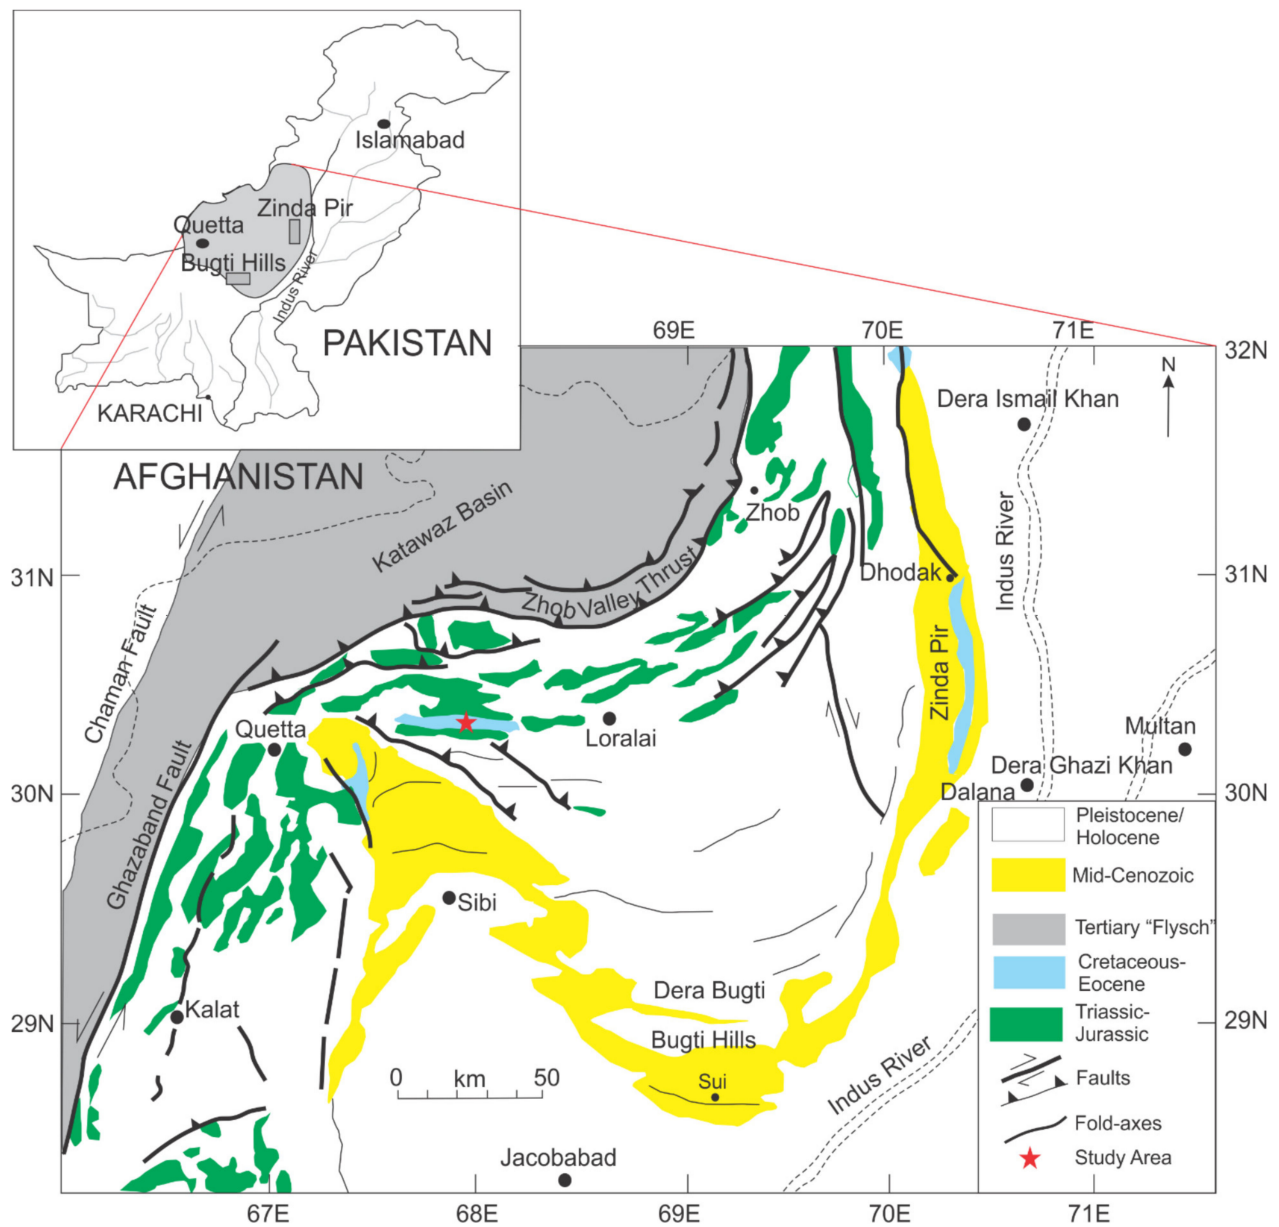 Islamabad
Zinda Pir
Quetta
Bugti Hills
Indus River
PAKISTAN
KARACHI
69E
70E
71E
32N
N
Dera Ismail Khan
AFGHANISTAN
Katawaz Basin
Zhob
Indus River
31N
Zhob Valley Thrust
Dhodak
31N
Chaman Fault
Zinda Pir
Quetta
Loralai
Multan
Ghazaband Fault
Dera Ghazi Khan
30N
Dalana
30N
Pleistocene/
Holocene
Mid-Cenozoic
Sibi
Tertiary “Flysch”
Cretaceous-
Eocene
Dera Bugti
Kalat
Triassic-
Jurassic
29N
29N
Bugti Hills
Indus River
0 km 50
Sui
Faults
Fold-axes
Study Area
Jacobabad
67E
68E
69E
70E
71E